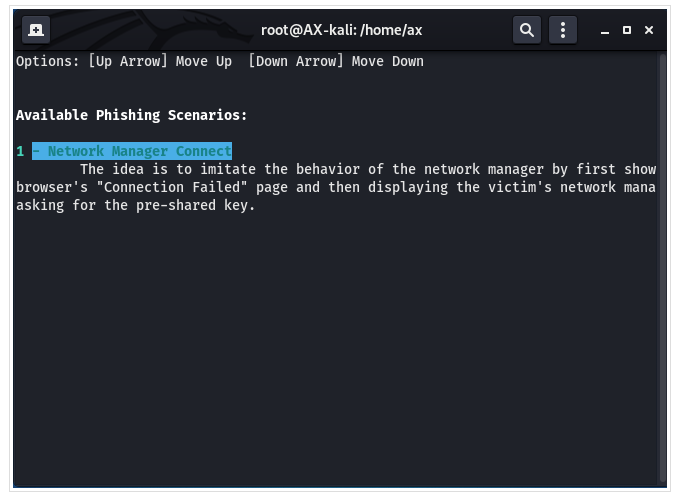 root@AX-kali: /home/ax
Options: [Up Arrow] Move Up  [Down Arrow] Move Down
Available Phishing Scenarios:
1 - Network Manager Connect
The idea is to imitate the behavior of the network manager by first show
browser's "Connection Failed" page and then displaying the victim's network mana
asking for the pre-shared key.